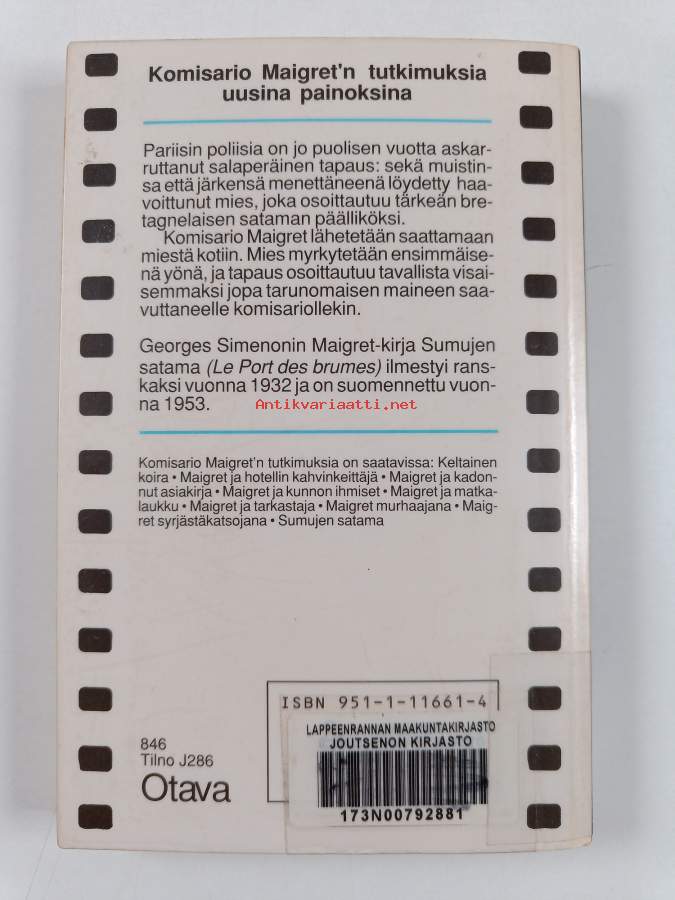 Komisario Maigret'n tutkimuksia
uusina painoksina
Pariisin poliisia on jo puolisen vuotta askar-
ruttanut salaperäinen tapaus: sekä muistin-
sa että järkensä menettäneenä löydetty haa-
voittunut mies, joka osoittautuu tärkeän bre-
tagnelaisen sataman päälliköksi.
Komisario Maigret lähetetään saattamaan
miestä kotiin. Mies myrkytetään ensimmäise-
nä yönä, ja tapaus osoittautuu tavallista visai-
semmaksi jopa tarunomaisen maineen saa-
vuttaneelle komisariollekin.
Georges Simenonin Maigret-kirja Sumujen
satama (Le Port des brumes) ilmestyi rans-
kaksi vuonna 1932 ja on suomennettu vuon-
na 1953.
Antikvariaatti.net
Komisario Maigret'n tutkimuksia on saatavissa: Keltainen
koira • Maigret ja hotellin kahvinkeittäjä • Maigret ja kadon-
nut asiakirja • Maigret ja kunnon ihmiset • Maigret ja matka-
laukku • Maigret ja tarkastaja • Maigret murhaajana • Maig-
ret syrjästäkatsojana • Sumujen satama
ISBN 951-1-11661-4
LAPPEENRANNAN MAAKUNTAKIRJASTO
JOUTSENON KIRJASTO
173N00792881
846
Tilno J286
Otava